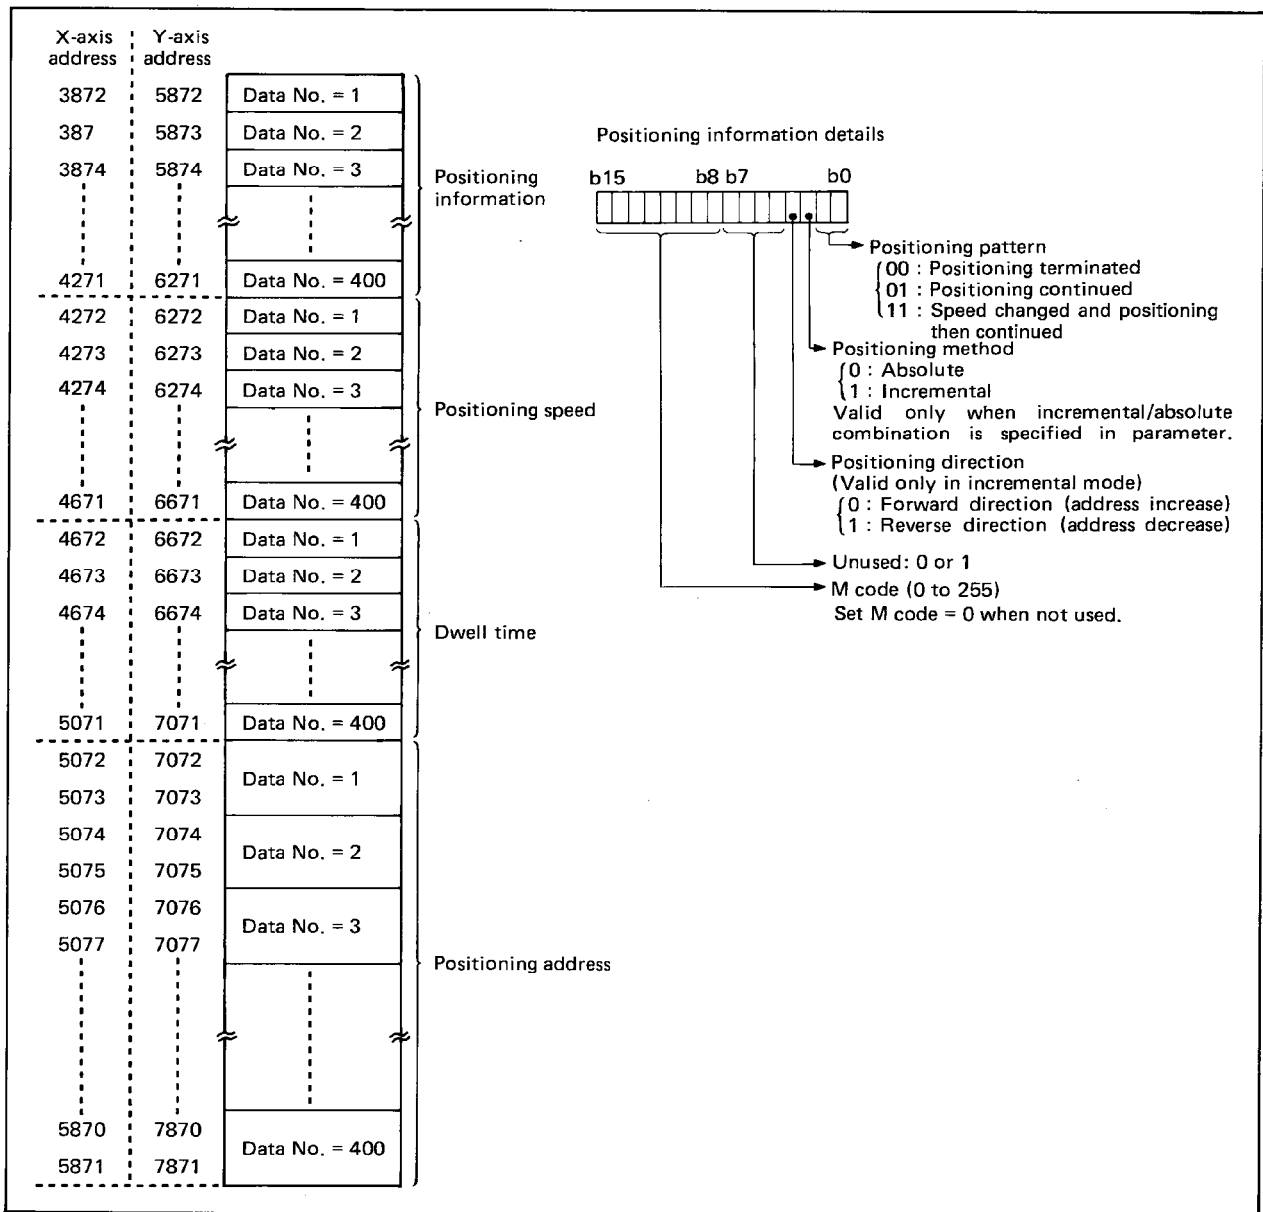 X-axis address
Y-axis address
3872 5872 Data No. = 1
387 5873 Data No. = 2
3874 5874 Data No. = 3
4271 6271 Data No. = 400
Positioning information
4272 6272 Data No. = 1
4273 6273 Data No. = 2
4274 6274 Data No. = 3
4671 6671 Data No. = 400
Positioning speed
4672 6672 Data No. = 1
4673 6673 Data No. = 2
4674 6674 Data No. = 3
5071 7071 Data No. = 400
Dwell time
5072 7072
Data No. = 1
5073 7073
5074 7074
Data No. = 2
5075 7075
5076 7076
Data No. = 3
5077 7077
5870 7870
Data No. = 400
5871 7871
Positioning address
Positioning information details
b15 b8 b7 b0
Positioning pattern
00 : Positioning terminated
01 : Positioning continued
11 : Speed changed and positioning
then continued
Positioning method
0 : Absolute
1 : Incremental
Valid only when incremental/absolute
combination is specified in parameter.
Positioning direction
(Valid only in incremental mode)
0 : Forward direction (address increase)
1 : Reverse direction (address decrease)
Unused: 0 or 1
M code (0 to 255)
Set M code = 0 when not used.